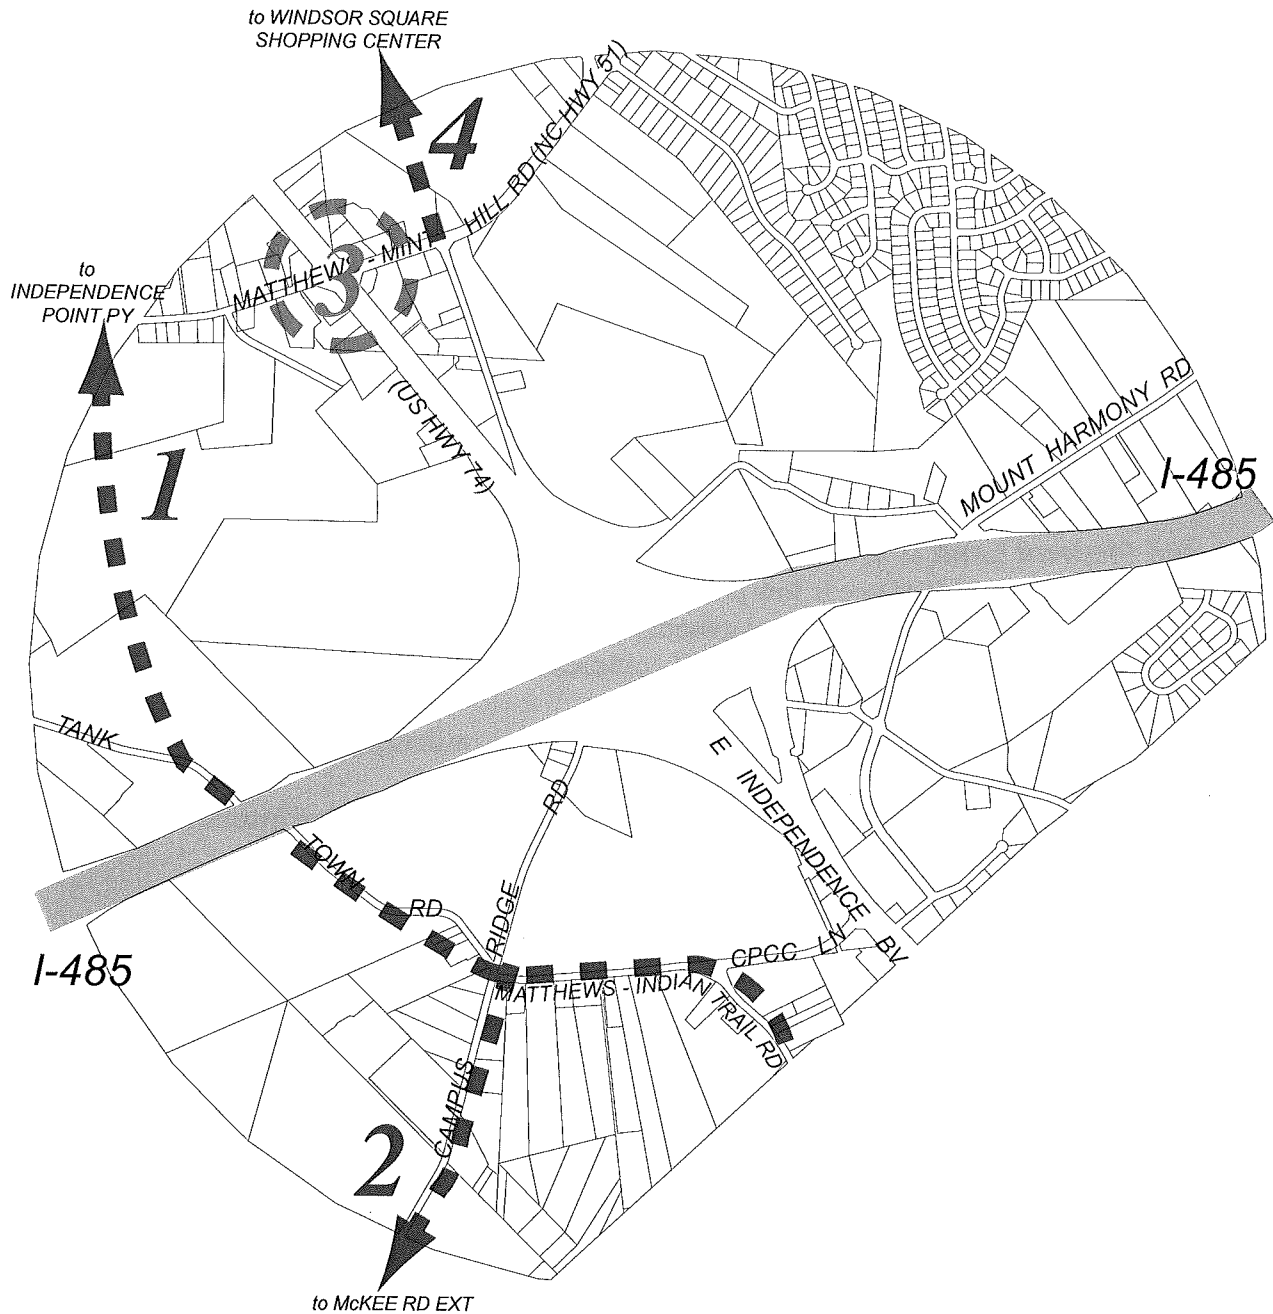 to WINDSOR SQUARE
SHOPPING CENTER
4
MATTHEWS - MINT HILL RD (NC HWY 51)
3
to
INDEPENDENCE
POINT PY
(US HWY 74)
1
MOUNT HARMONY RD
I-485
TANK TOWN RD
E INDEPENDENCE BV
CAMPUS RIDGE RD
CPCC LN
I-485
MATTHEWS - INDIAN TRAIL RD
2
to McKEE RD EXT